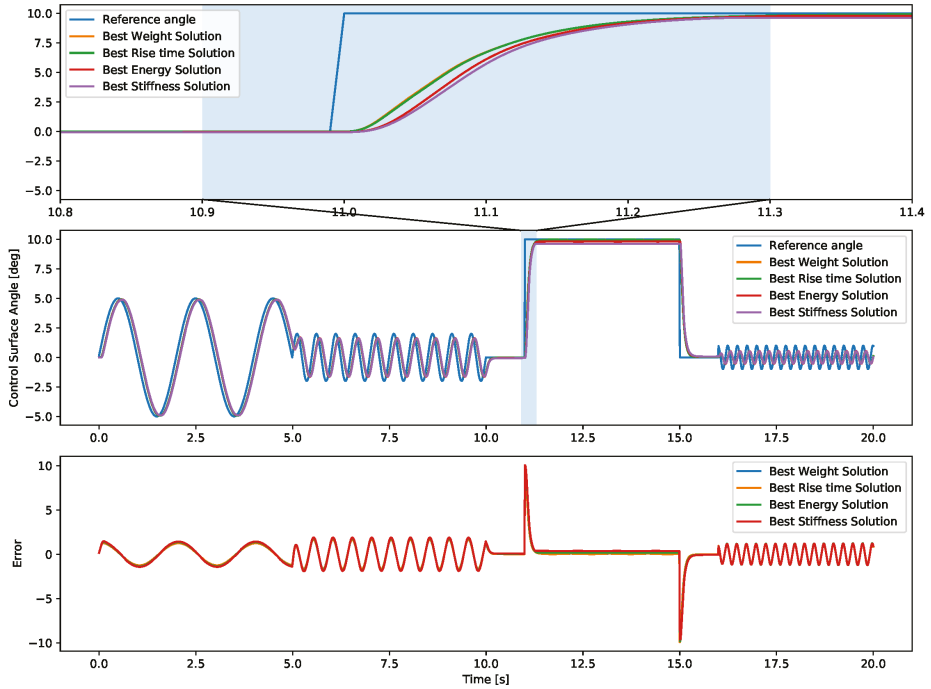 10.0
7.5
5.0
2.5
0.0
−2.5
−5.0
Reference angle
Best Weight Solution
Best Rise time Solution
Best Energy Solution
Best Stiffness Solution
10.8 10.9 11.0 11.1 11.2 11.3 11.4
Control Surface Angle [deg]
10.0
7.5
5.0
2.5
0.0
−2.5
−5.0
Reference angle
Best Weight Solution
Best Rise time Solution
Best Energy Solution
Best Stiffness Solution
0.0 2.5 5.0 7.5 10.0 12.5 15.0 17.5 20.0
Error
10
5
0
−5
−10
Best Weight Solution
Best Rise time Solution
Best Energy Solution
Best Stiffness Solution
0.0 2.5 5.0 7.5 10.0 12.5 15.0 17.5 20.0
Time [s]